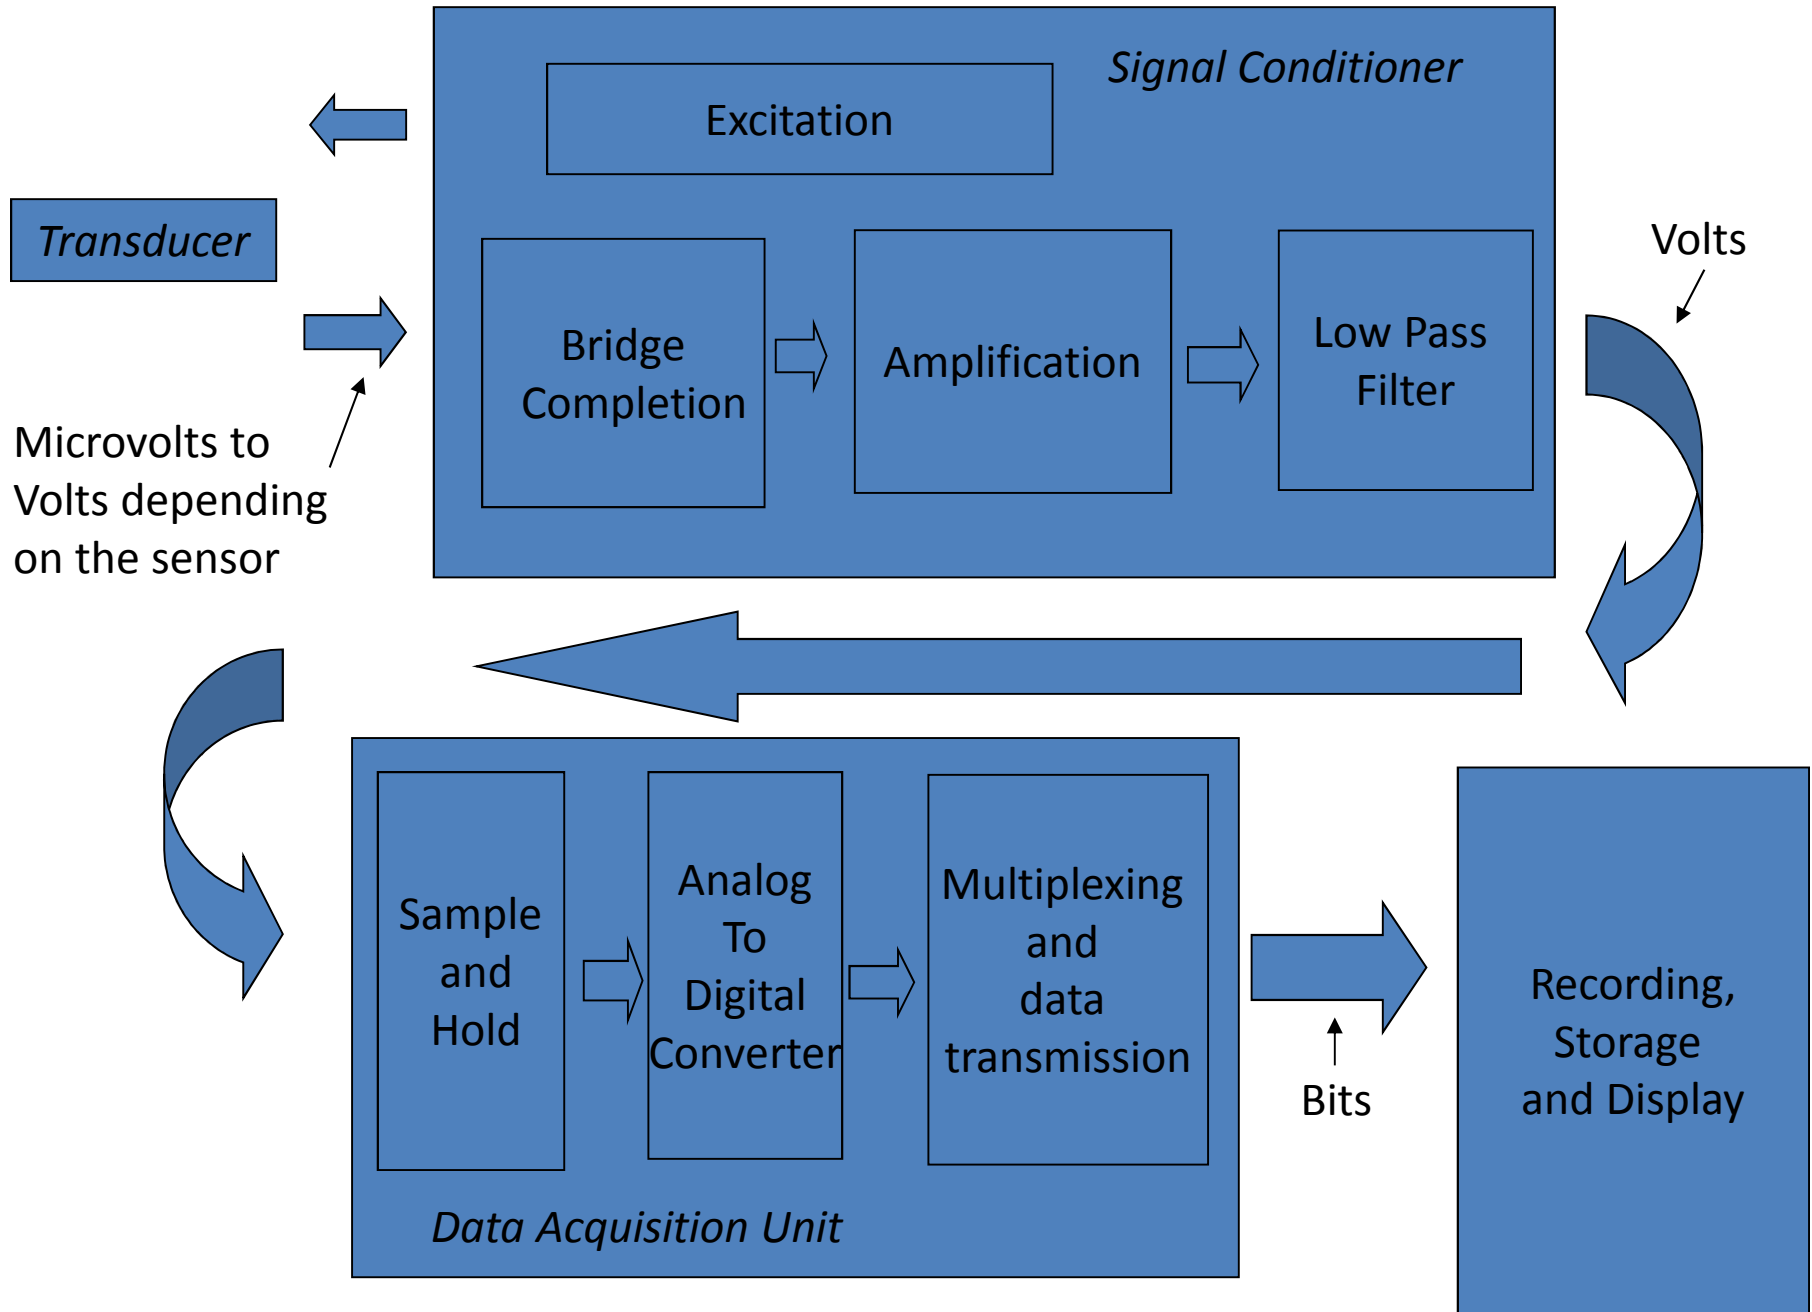 Signal Conditioner
Excitation
Transducer
Bridge
Completion
Amplification
Low Pass
Filter
Volts
Microvolts to
Volts depending
on the sensor
Sample
and
Hold
Analog
To
Digital
Converter
Multiplexing
and
data
transmission
Data Acquisition Unit
Bits
Recording,
Storage
and Display